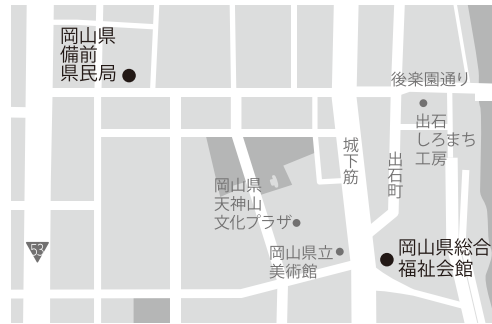 岡山県
備前
県民局
後楽園通り
出石
しろまち
工房
城下筋
出石町
岡山県
天神山
文化プラザ
岡山県立
美術館
岡山県総合
福祉会館
53